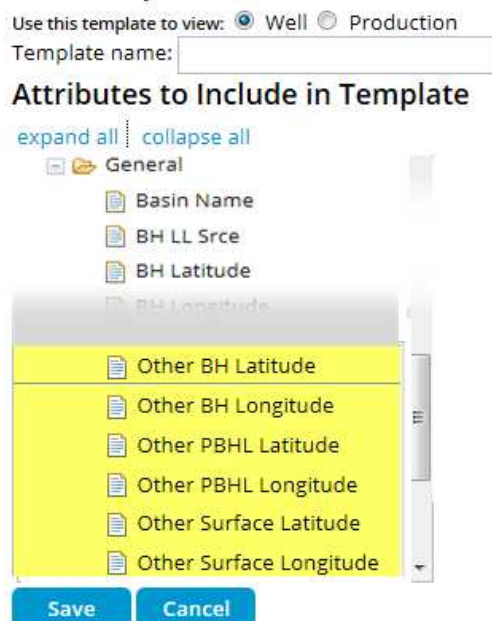 Use this template to view: Well Production
Template name:
Attributes to Include in Template
expand all collapse all
General
Basin Name
BH LL Srce
BH Latitude
BH Longitude
Other BH Latitude
Other BH Longitude
Other PBHL Latitude
Other PBHL Longitude
Other Surface Latitude
Other Surface Longitude
Save Cancel